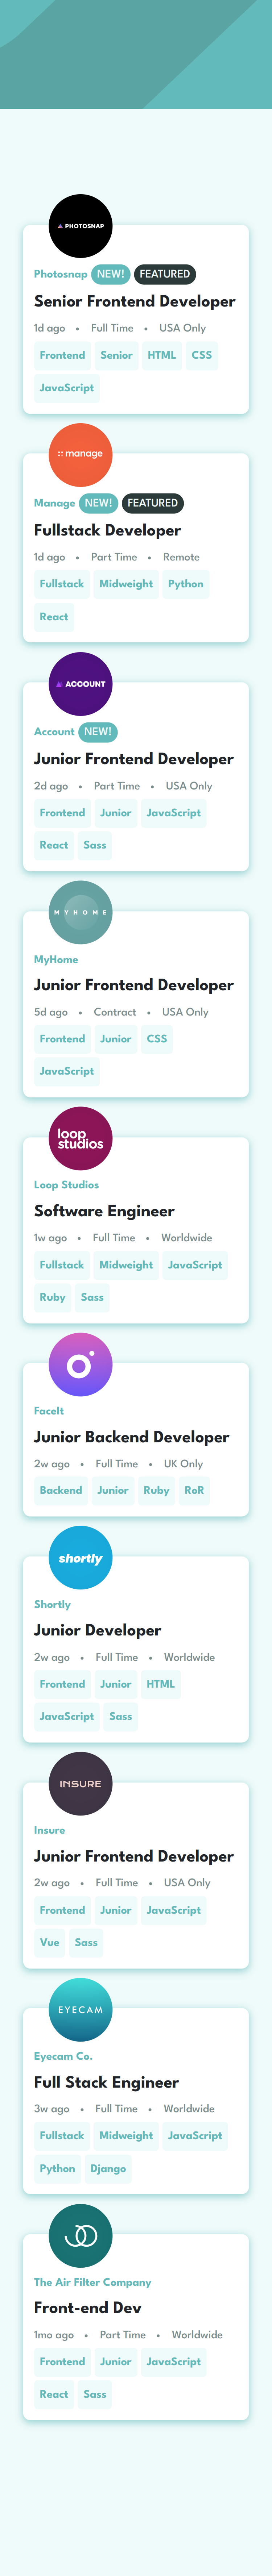 PHOTOSNAP
Photosnap NEW! FEATURED
Senior Frontend Developer
1d ago • Full Time • USA Only
Frontend Senior HTML CSS
JavaScript
manage
Manage NEW! FEATURED
Fullstack Developer
1d ago • Part Time • Remote
Fullstack Midweight Python
React
ACCOUNT
Account NEW!
Junior Frontend Developer
2d ago • Part Time • USA Only
Frontend Junior JavaScript
React Sass
MYHOME
MyHome
Junior Frontend Developer
5d ago • Contract • USA Only
Frontend Junior CSS
JavaScript
loop
studios
Loop Studios
Software Engineer
1w ago • Full Time • Worldwide
Fullstack Midweight JavaScript
Ruby Sass
FaceIt
Junior Backend Developer
2w ago • Full Time • UK Only
Backend Junior Ruby RoR
shortly
Shortly
Junior Developer
2w ago • Full Time • Worldwide
Frontend Junior HTML
JavaScript Sass
INSURE
Insure
Junior Frontend Developer
2w ago • Full Time • USA Only
Frontend Junior JavaScript
Vue Sass
EYECAM
Eyecam Co.
Full Stack Engineer
3w ago • Full Time • Worldwide
Fullstack Midweight JavaScript
Python Django
The Air Filter Company
Front-end Dev
1mo ago • Part Time • Worldwide
Frontend Junior JavaScript
React Sass